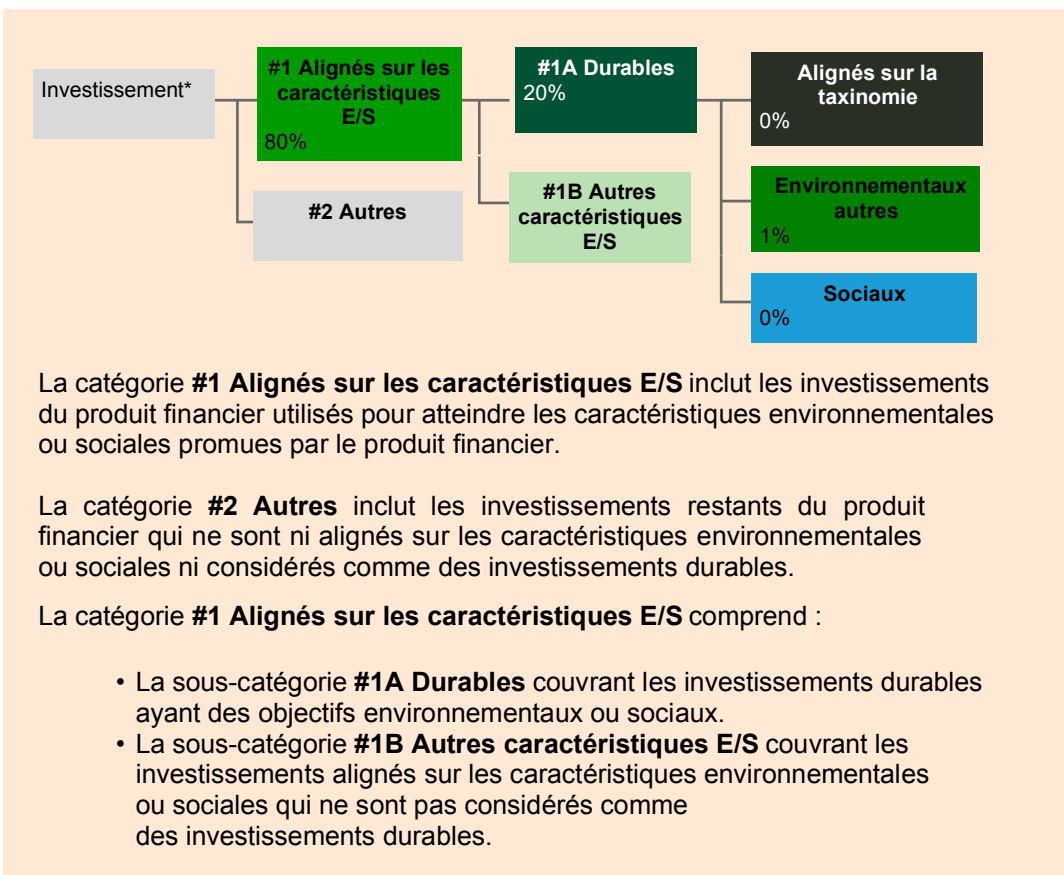 Investissement*
#1 Alignés sur les
caractéristiques
E/S
80%
#2 Autres
#1A Durables
20%
#1B Autres
caractéristiques
E/S
Alignés sur la
taxinomie
0%
Environnementaux
autres
1%
Sociaux
0%
La catégorie #1 Alignés sur les caractéristiques E/S inclut les investissements
du produit financier utilisés pour atteindre les caractéristiques environnementales
ou sociales promues par le produit financier.
La catégorie #2 Autres inclut les investissements restants du produit
financier qui ne sont ni alignés sur les caractéristiques environnementales
ou sociales ni considérés comme des investissements durables.
La catégorie #1 Alignés sur les caractéristiques E/S comprend :
• La sous-catégorie #1A Durables couvrant les investissements durables
ayant des objectifs environnementaux ou sociaux.
• La sous-catégorie #1B Autres caractéristiques E/S couvrant les
investissements alignés sur les caractéristiques environnementales
ou sociales qui ne sont pas considérés comme
des investissements durables.